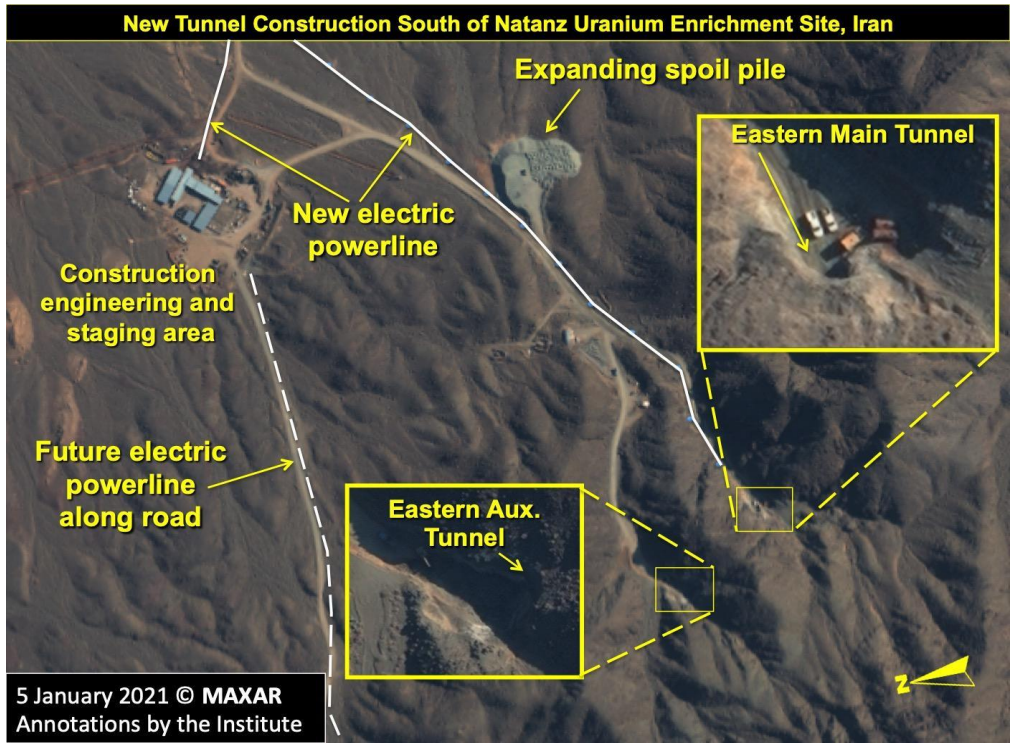 New Tunnel Construction South of Natanz Uranium Enrichment Site, Iran
Expanding spoil pile
Eastern Main Tunnel
New electric
powerline
Construction
engineering and
staging area
Future electric
powerline
along road
Eastern Aux.
Tunnel
N
5 January 2021 © MAXAR
Annotations by the Institute